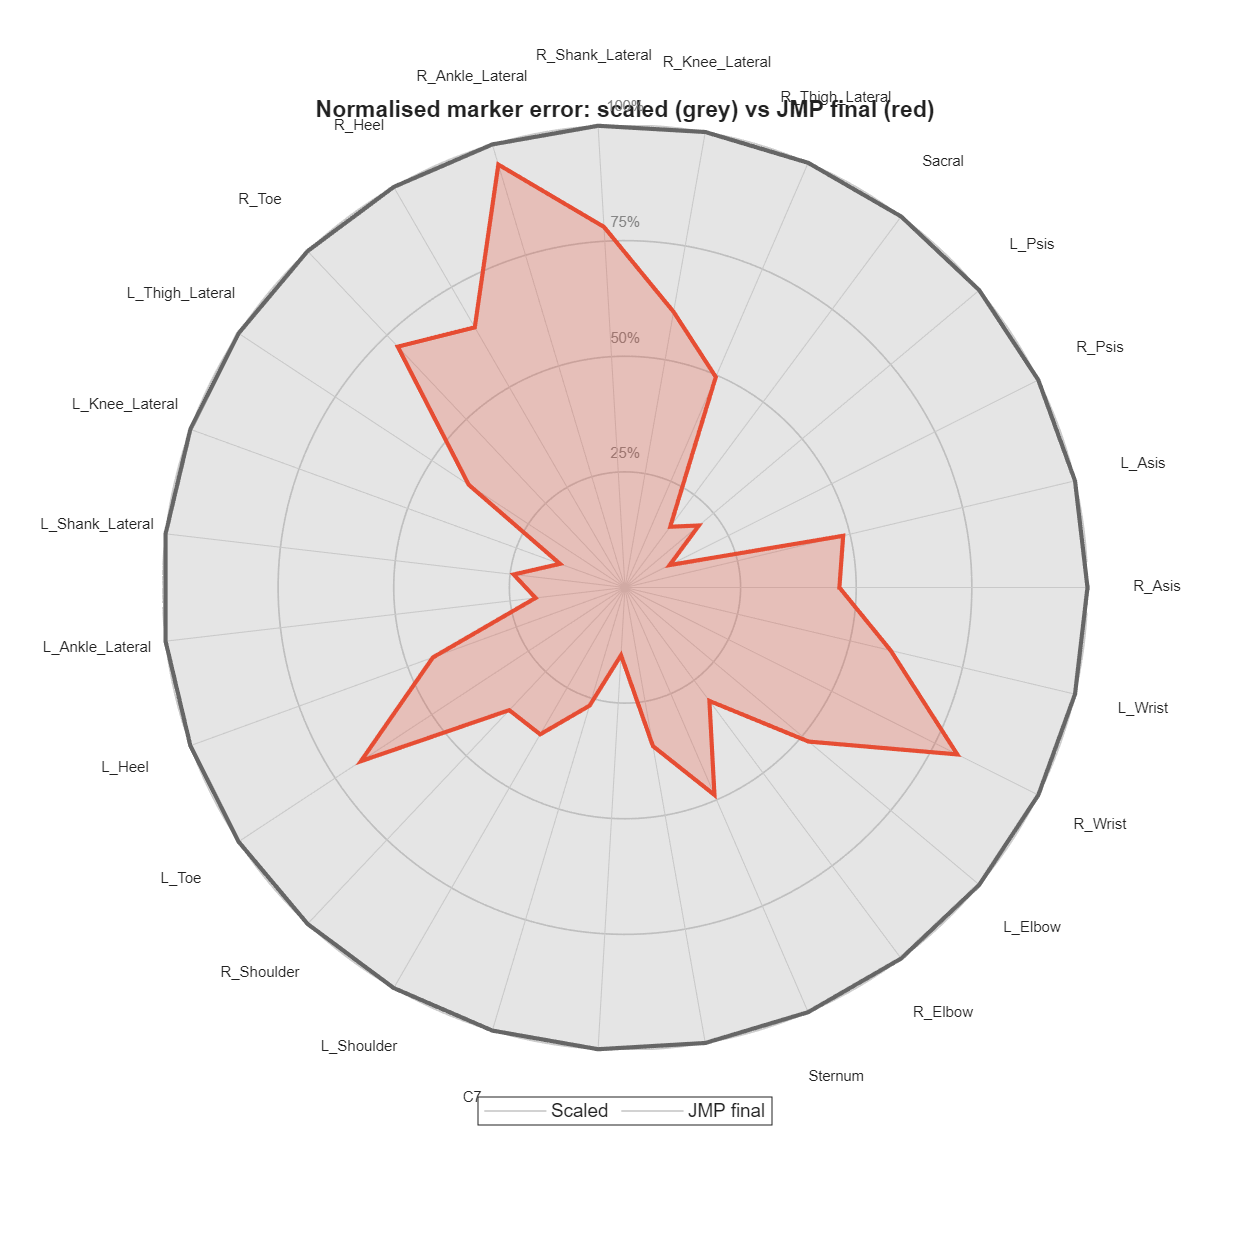 R_Shank_Lateral
R_Knee_Lateral
R_Ankle_Lateral
R_Thigh_Lateral
100%
Normalised marker error: scaled (grey) vs JMP final (red)
R_Heel
Sacral
R_Toe
75%
L_Psis
L_Thigh_Lateral
50%
R_Psis
L_Knee_Lateral
25%
L_Asis
L_Shank_Lateral
R_Asis
L_Ankle_Lateral
L_Wrist
L_Heel
R_Wrist
L_Toe
L_Elbow
R_Shoulder
R_Elbow
L_Shoulder
Sternum
C7
Scaled
JMP final